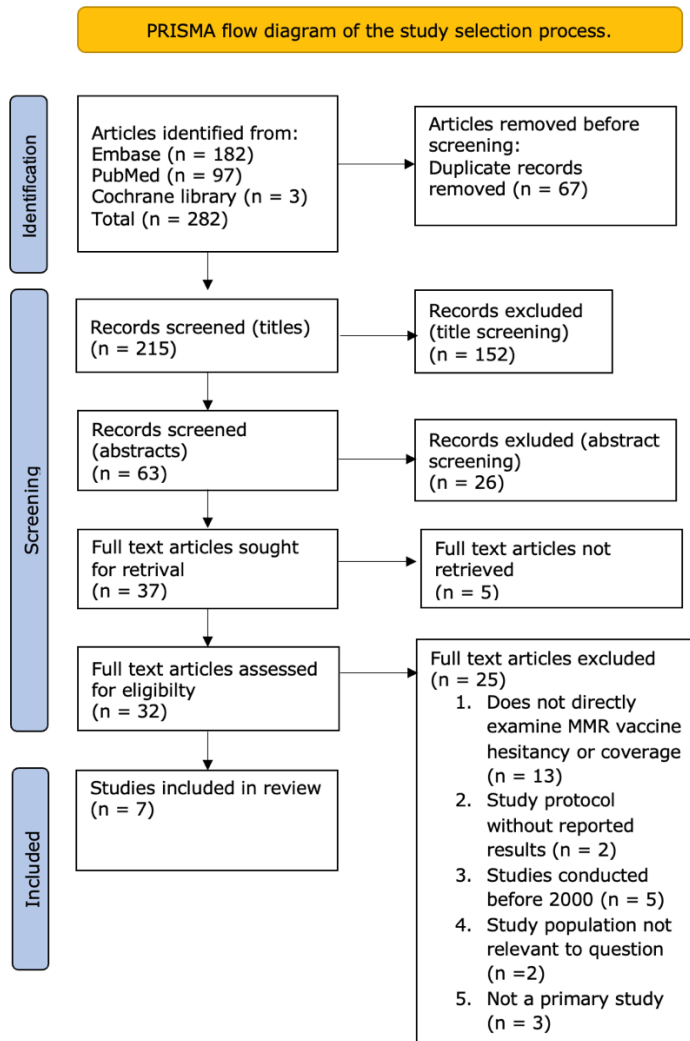 PRISMA flow diagram of the study selection process.
Identification
Articles identified from:
Embase (n = 182)
PubMed (n = 97)
Cochrane library (n = 3)
Total (n = 282)
Articles removed before
screening:
Duplicate records
removed (n = 67)
Screening
Records screened (titles)
(n = 215)
Records excluded
(title screening)
(n = 152)
Records screened
(abstracts)
(n = 63)
Records exluded (abstract
screening)
(n = 26)
Full text articles sought
for retrival
(n = 37)
Full text articles not
retrieved
(n = 5)
Full text articles assessed
for eligibilty
(n = 32)
Full text articles excluded
(n = 25)
1. Does not directly
examine MMR vaccine
hesitancy or coverage
(n = 13)
2. Study protocol
without reported
results (n = 2)
3. Studies conducted
before 2000 (n = 5)
4. Study population not
relevant to question
(n =2)
5. Not a primary study
(n = 3)
Included
Studies included in review
(n = 7)